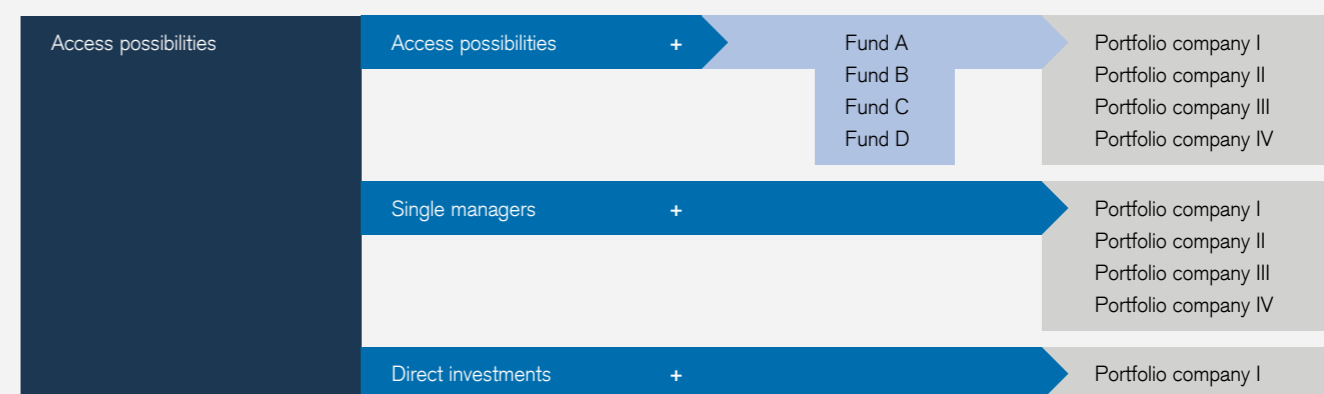 Access possibilities
Access possibilities + Fund A Portfolio company I
Fund B Portfolio company II
Fund C Portfolio company III
Fund D Portfolio company IV
Single managers + Portfolio company I
Portfolio company II
Portfolio company III
Portfolio company IV
Direct investments + Portfolio company I